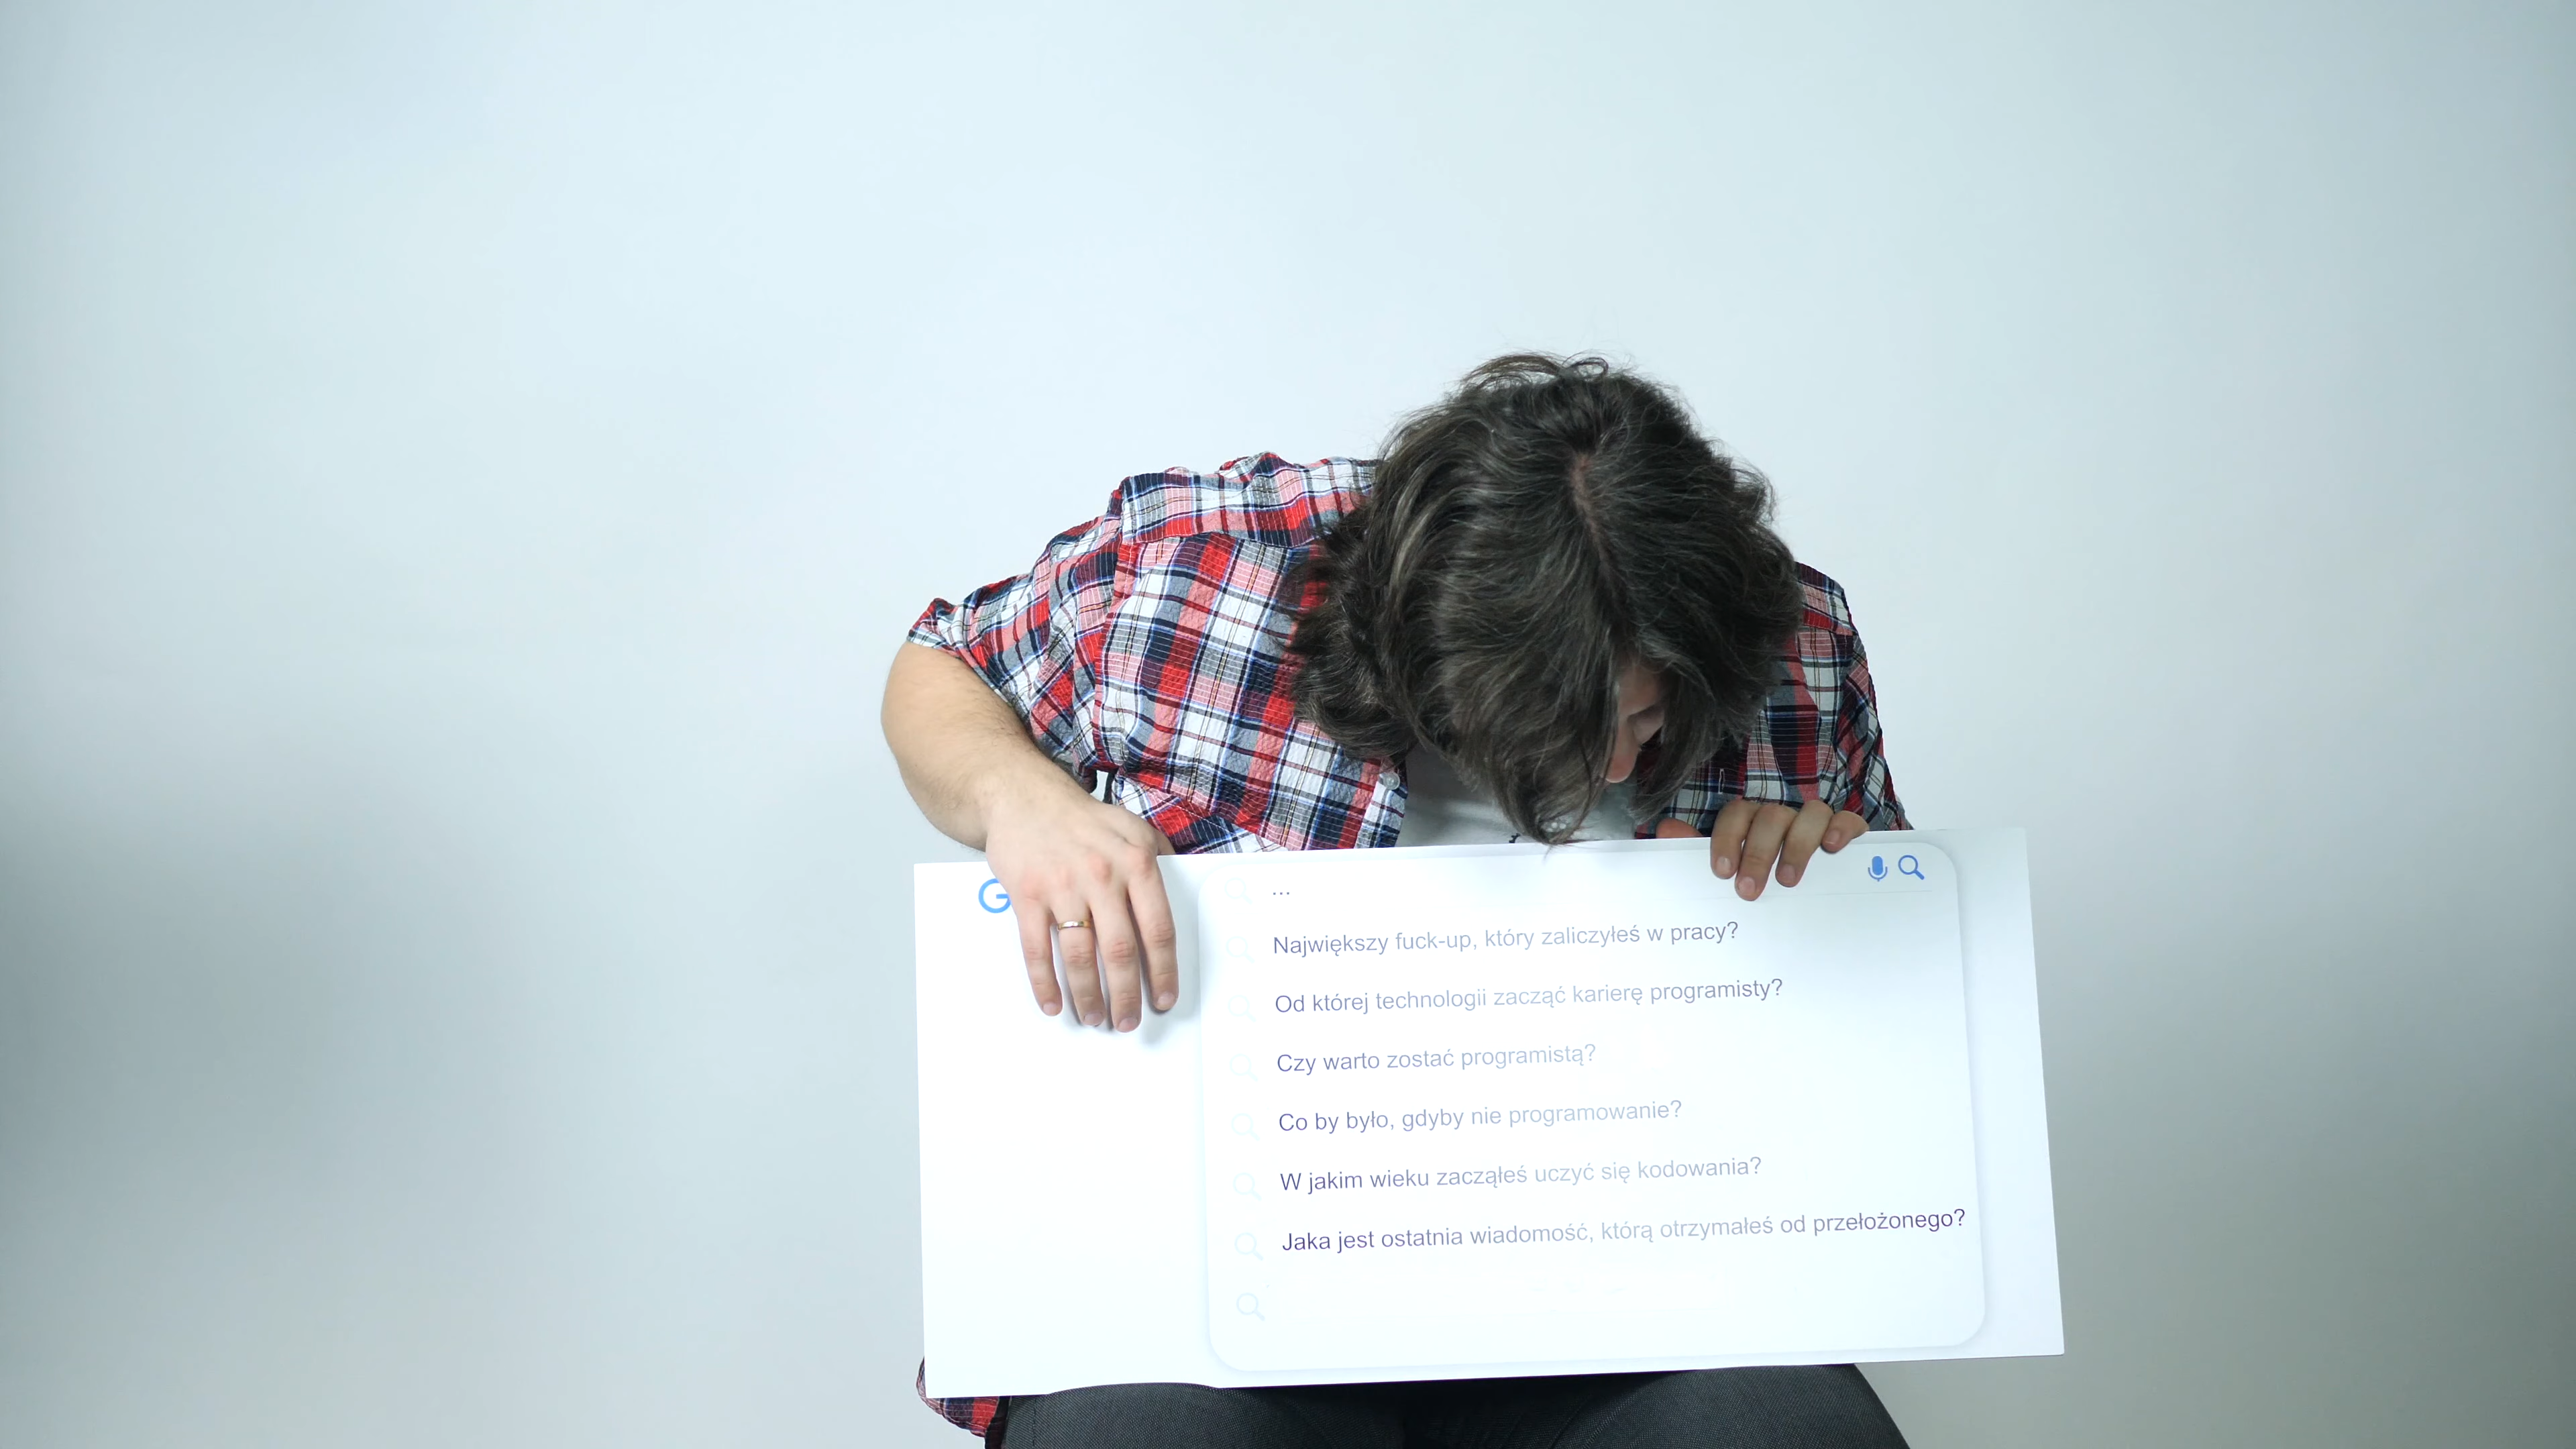 G
...
Największy fuck-up, który zaliczyłeś w pracy?
Od której technologii zacząć karierę programisty?
Czy warto zostać programistą?
Co by było, gdyby nie programowanie?
W jakim wieku zacząłeś uczyć się kodowania?
Jaka jest ostatnia wiadomość, którą otrzymałeś od przełożonego?